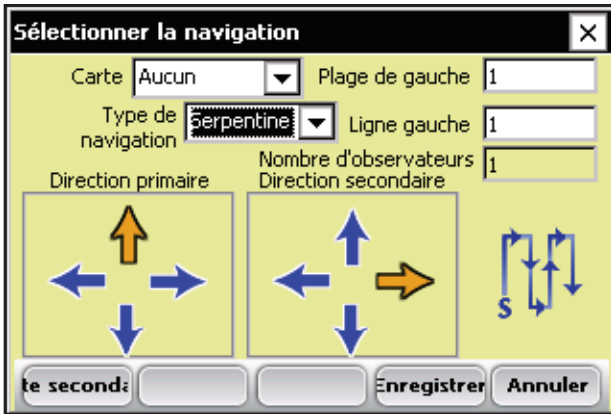 Sélectionner la navigation
Carte Aucun Plage de gauche 1
Type de navigation Serpentine Ligne gauche 1
Nombre d'observateurs 1
Direction primaire Direction secondaire
S
te seconda Enregistrer Annuler